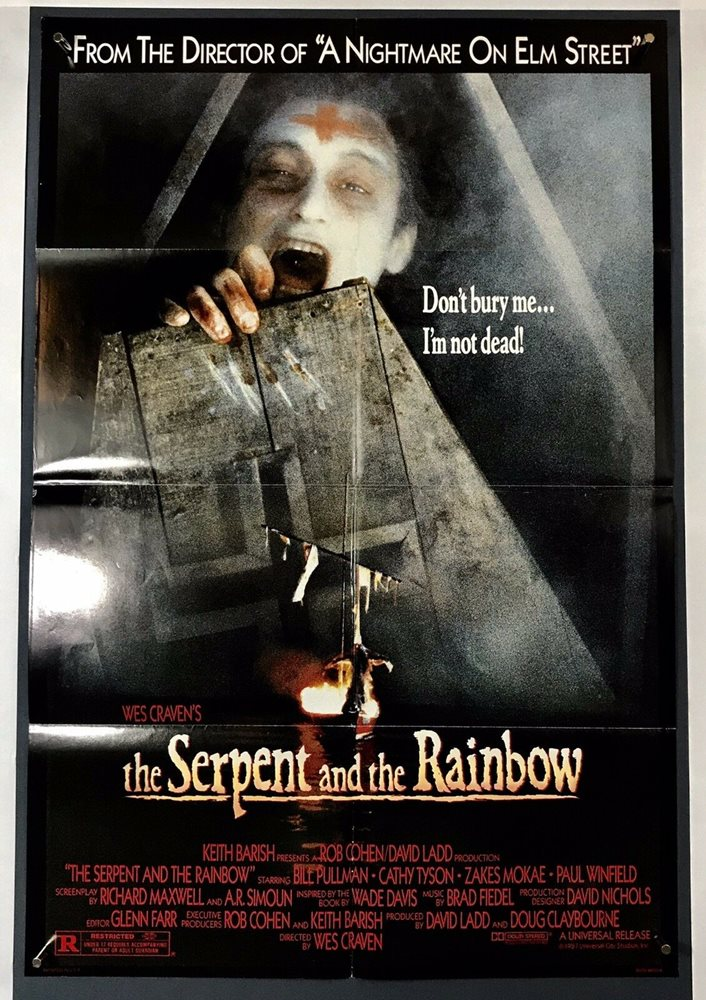 FROM THE DIRECTOR OF "A NIGHTMARE ON ELM STREET"
Don't bury me...
I'm not dead!
WES CRAVEN'S
the Serpent and the Rainbow
KEITH BARISH PRESENTS A ROB COHEN/DAVID LADD PRODUCTION
"THE SERPENT AND THE RAINBOW" STARRING BILL PULLMAN · CATHY TYSON · ZAKES MOKAE · PAUL WINFIELD
SCREENPLAY BY RICHARD MAXWELL AND A.R. SIMOUN INSPIRED BY THE BOOK BY WADE DAVIS MUSIC BY BRAD FIEDEL PRODUCTION DESIGNER DAVID NICHOLS
EDITOR GLENN FARR EXECUTIVE PRODUCERS ROB COHEN AND KEITH BARISH PRODUCED BY DAVID LADD AND DOUG CLAYBOURNE
DIRECTED BY WES CRAVEN
DOLBY STEREO
A UNIVERSAL RELEASE
R RESTRICTED
UNDER 17 REQUIRES ACCOMPANYING
PARENT OR ADULT GUARDIAN
© 1987 Universal City Studios, Inc.